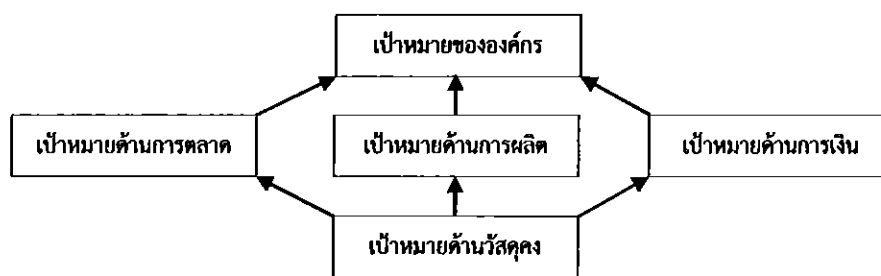 เป้าหมายขององค์กร
เป้าหมายด้านการตลาด
เป้าหมายด้านการผลิต
เป้าหมายด้านการเงิน
เป้าหมายด้านวัสดุคง